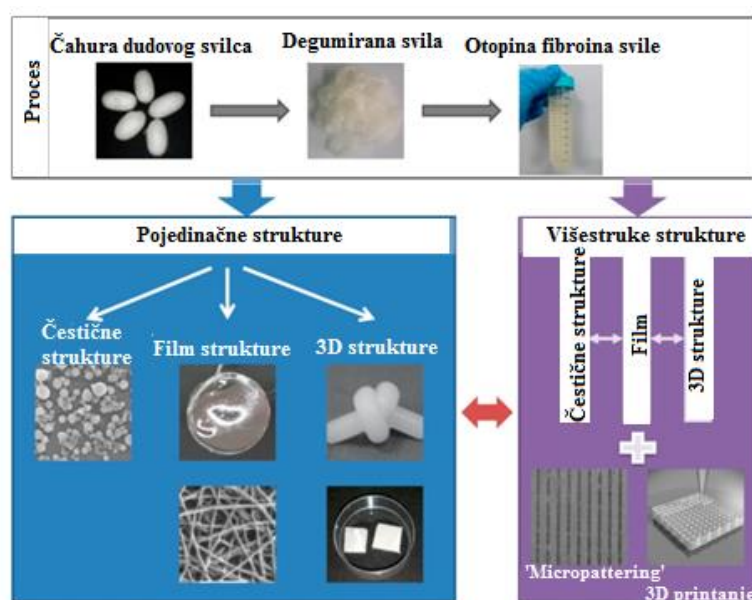 Proces
Čahura dudovog svilca
Degumirana svila
Otopina fibroina svile
Pojedinačne strukture
Čestične
strukture
Film strukture
3D strukture
Višestruke strukture
Čestične strukture
Film
3D strukture
'Micropattering'
3D printanje